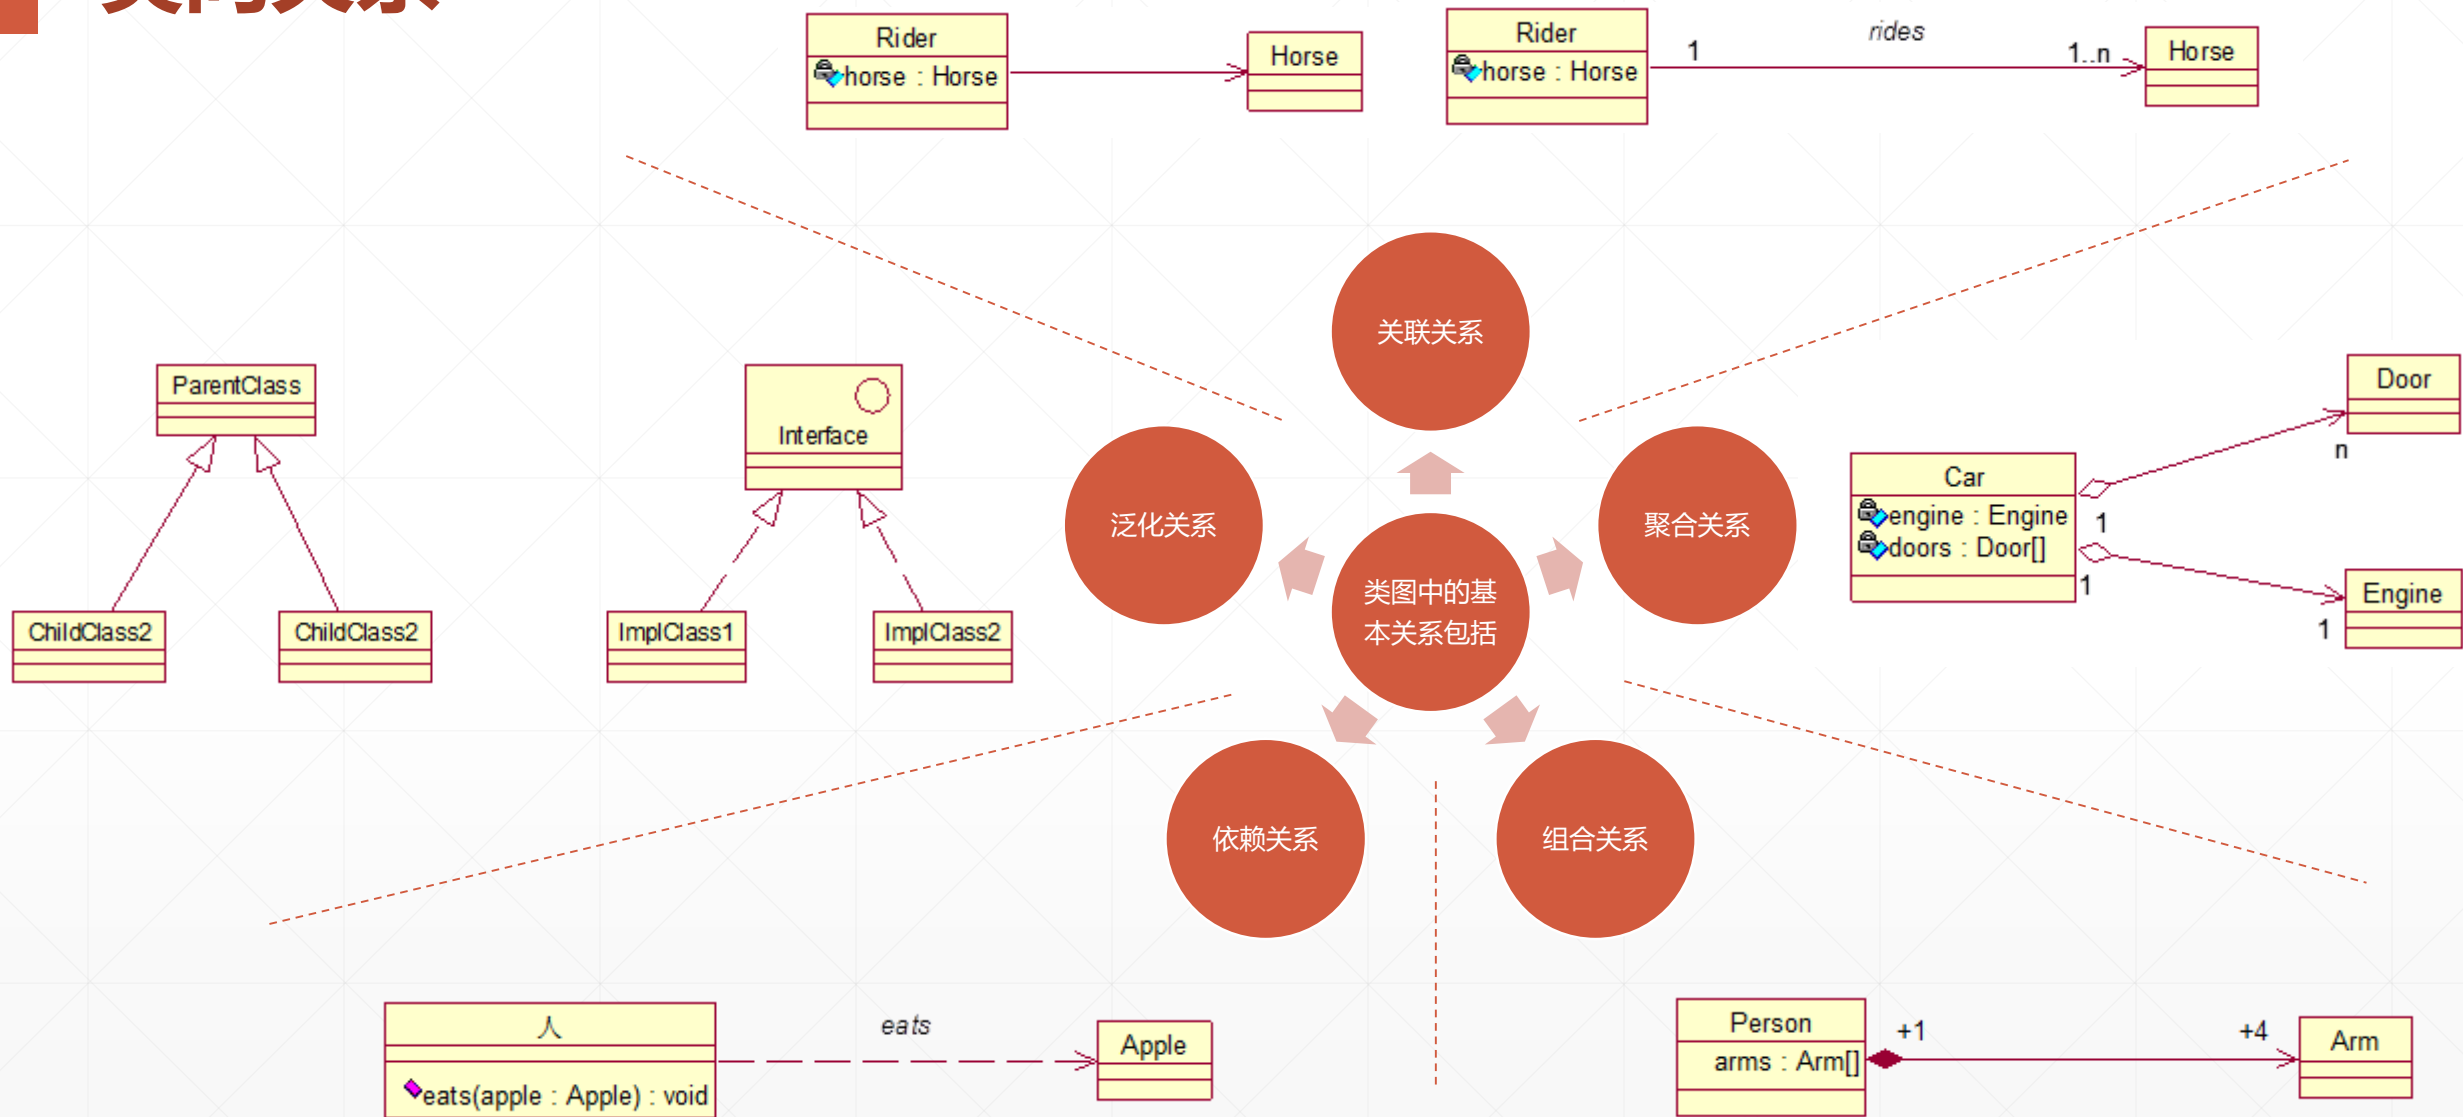 Rider
horse : Horse
Horse
Rider
horse : Horse
1
rides
1..n
Horse
关联关系
ParentClass
ChildClass2
ChildClass2
Interface
ImplClass1
ImplClass2
泛化关系
类图中的基
本关系包括
聚合关系
Car
engine : Engine
doors : Door[]
1
1
Door
n
Engine
1
依赖关系
组合关系
人
eats(apple : Apple) : void
eats
Apple
Person
arms : Arm[]
+1
+4
Arm